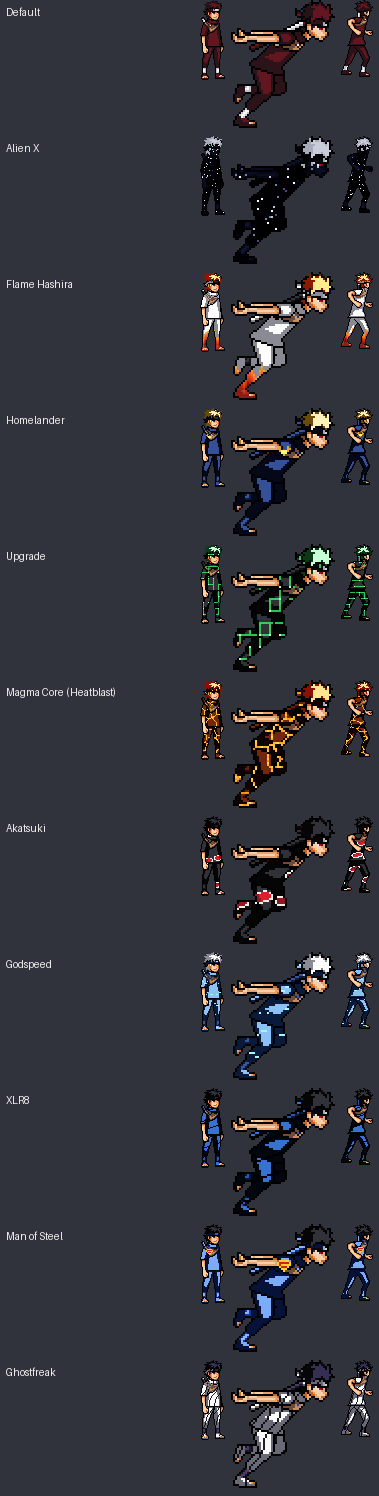 Default
Alien X
Flame Hashira
Homelander
Upgrade
Magma Core (Heatblast)
Akatsuki
Godspeed
XLR8
Man of Steel
Ghostfreak